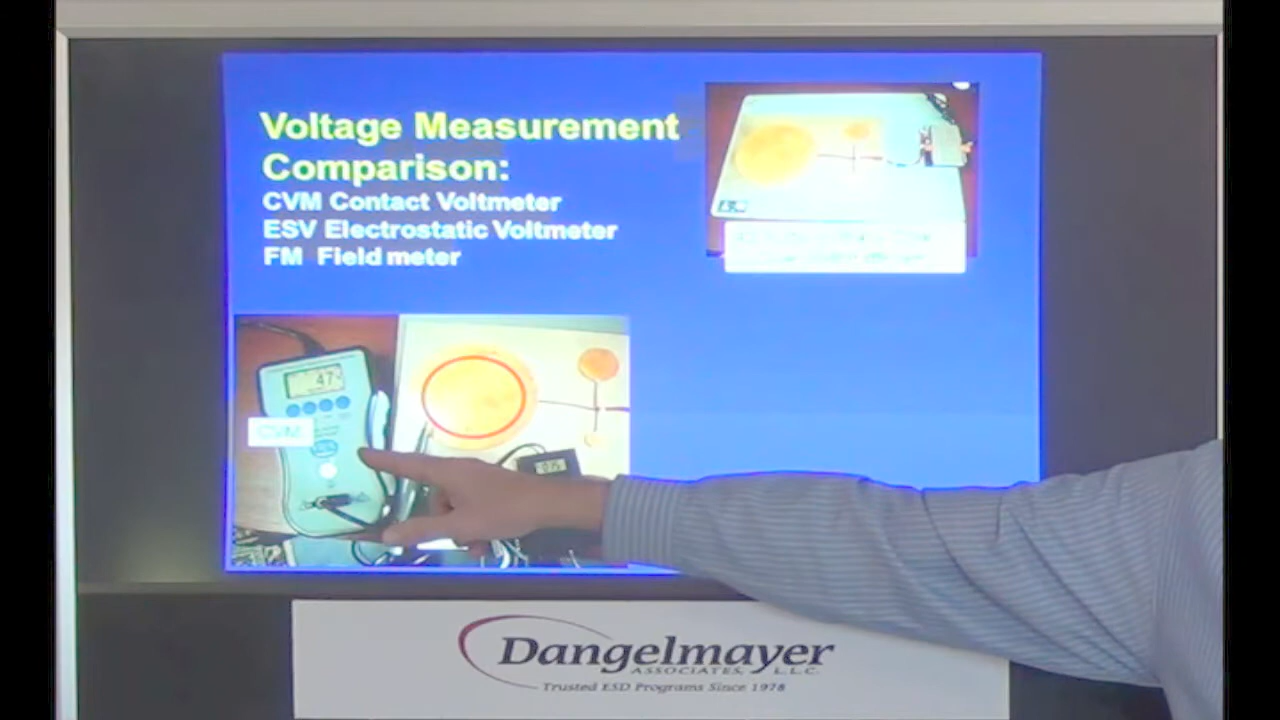 Voltage Measurement
Comparison:
CVM Contact Voltmeter
ESV Electrostatic Voltmeter
FM Field meter
47
CVM
Dangelmayer
ASSOCIATES, L.L.C.
Trusted ESD Programs Since 1978